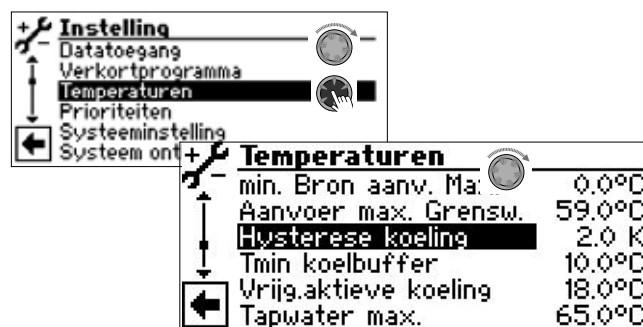 Instelling
Datatoegang
Verkortprogramma
Temperaturen
Prioriteiten
Systeeminstelling
Systeem ont
Temperaturen
min. Bron aanv. Ma 0.0°C
Aanvoer max. Grensw. 59.0°C
Hysterese koeling 2.0 K
Tmin koelbuffer 10.0°C
Vrijg.aktieve koeling 18.0°C
Tapwater max. 65.0°C